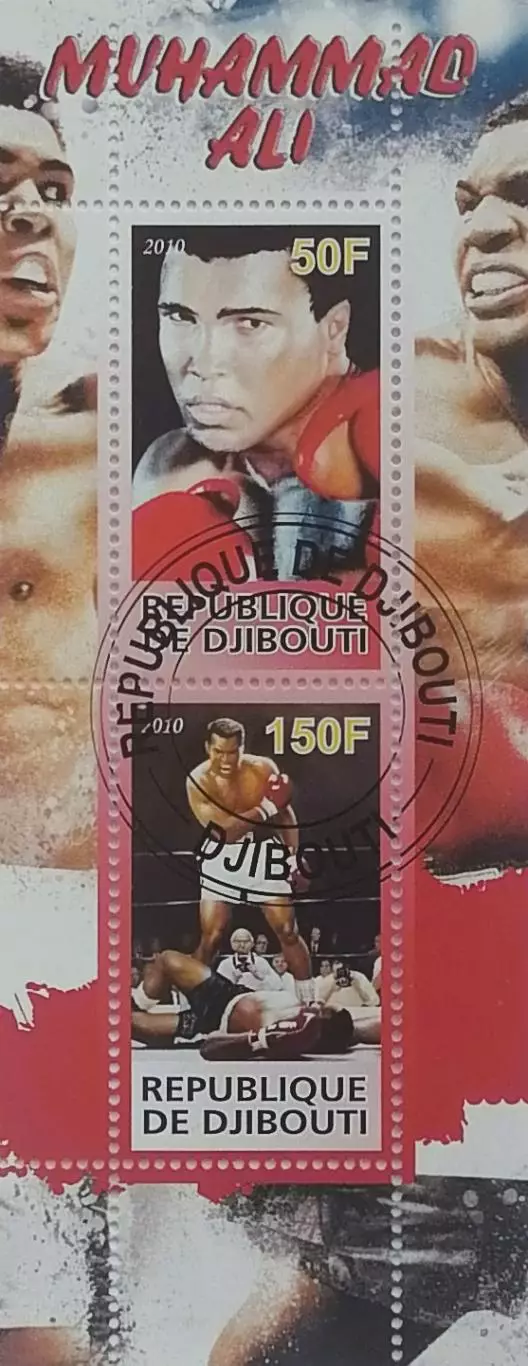 MUHAMMAD
ALI
2010
50F
REPUBLIQUE
DE DJIBOUTI
REPUBLIQUE DE DJIBOUTI
DJIBOUTI
2010
150F
REPUBLIQUE
DE DJIBOUTI